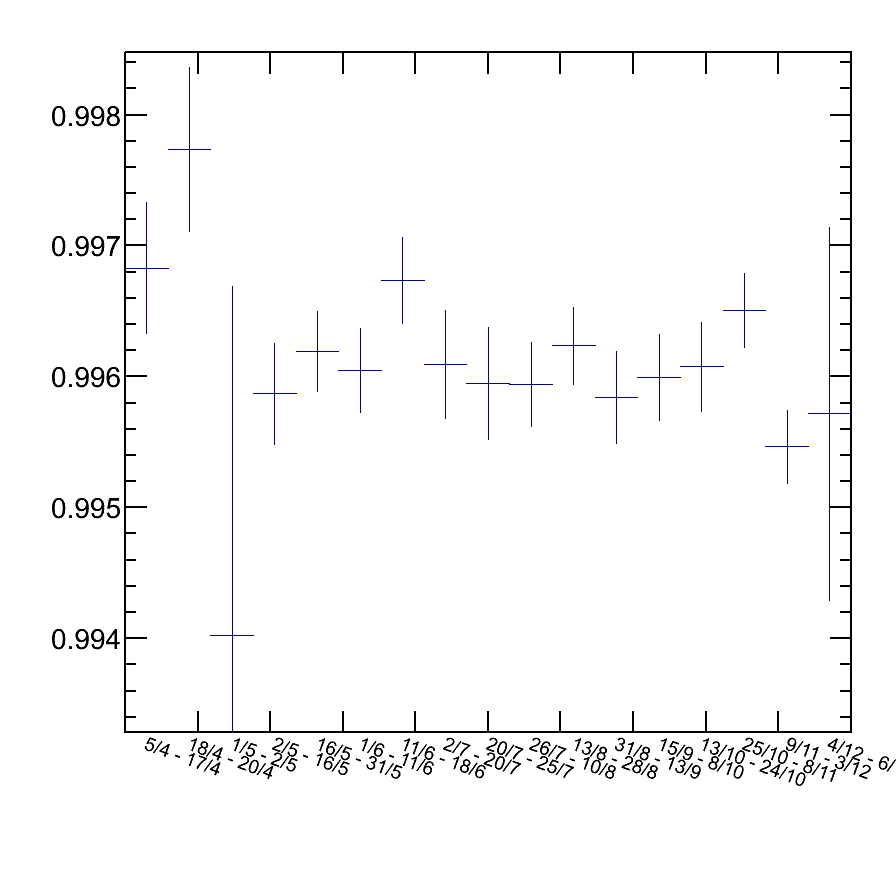 0.998
0.997
0.996
0.995
0.994
5/4 - 17/4
18/4 - 20/4
1/5 - 2/5
2/5 - 16/5
16/5 - 31/5
1/6 - 11/6
11/6 - 18/6
2/7 - 20/7
20/7 - 25/7
26/7 - 10/8
13/8 - 28/8
31/8 - 13/9
15/9 - 8/10
13/10 - 24/10
25/10 - 8/11
9/11 - 3/12
4/12 - 6/